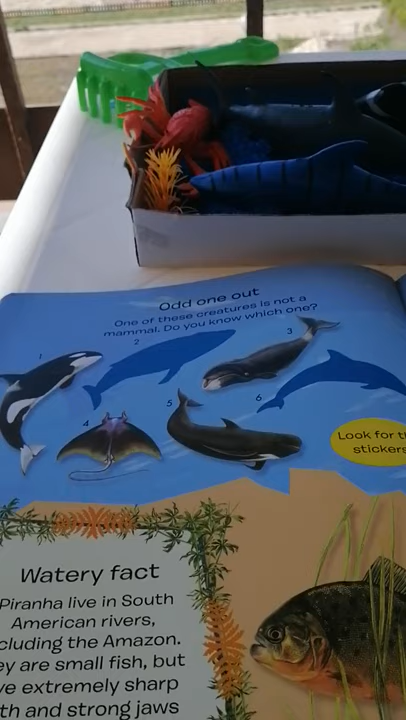 Odd one out
One of these creatures is not a
mammal. Do you know which one?
1
2
3
4
5
6
Look for th
stickers
Watery fact
Piranha live in South
American rivers,
cluding the Amazon.
ey are small fish, but
ve extremely sharp
th and strong jaws